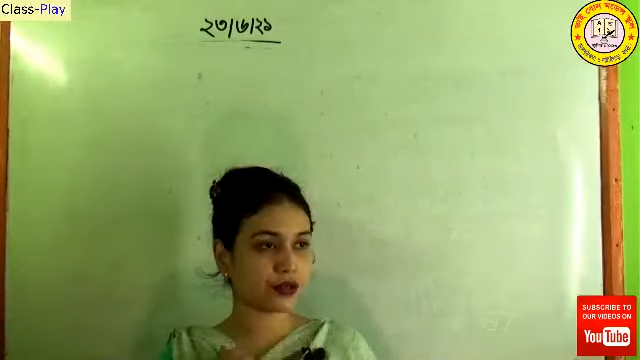 Class-Play
২৩/৬/২১
SUBSCRIBE TO
OUR VIDEOS ON
YouTube